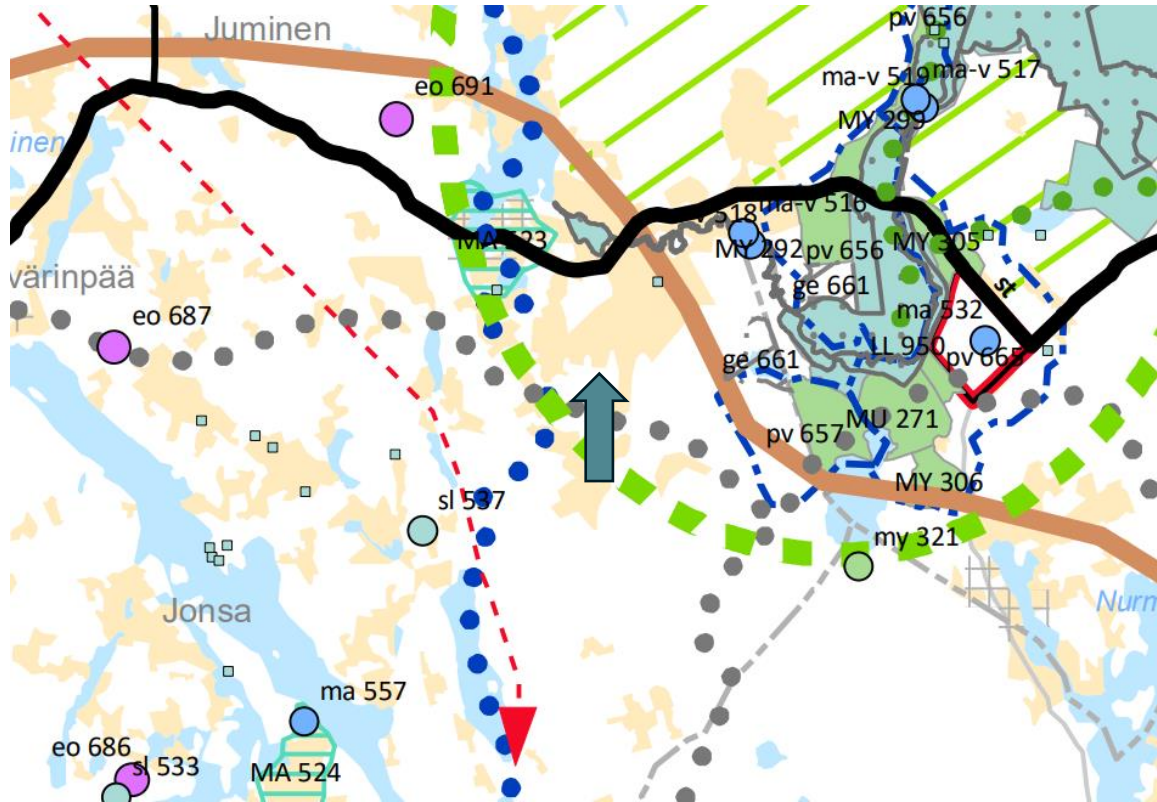 pv 656
Juminen
ma-v 519
ma-v 517
eo 691
MY 299
inen
ma-v 516
v 518
MA 523
MY 292
pv 656
MY 305
värinpää
ge 661
st
eo 687
ma 532
LL 950
ge 661
pv 665
MU 271
pv 657
MY 306
sl 537
my 321
Jonsa
Nurm
ma 557
eo 686
sl 533
MA 524